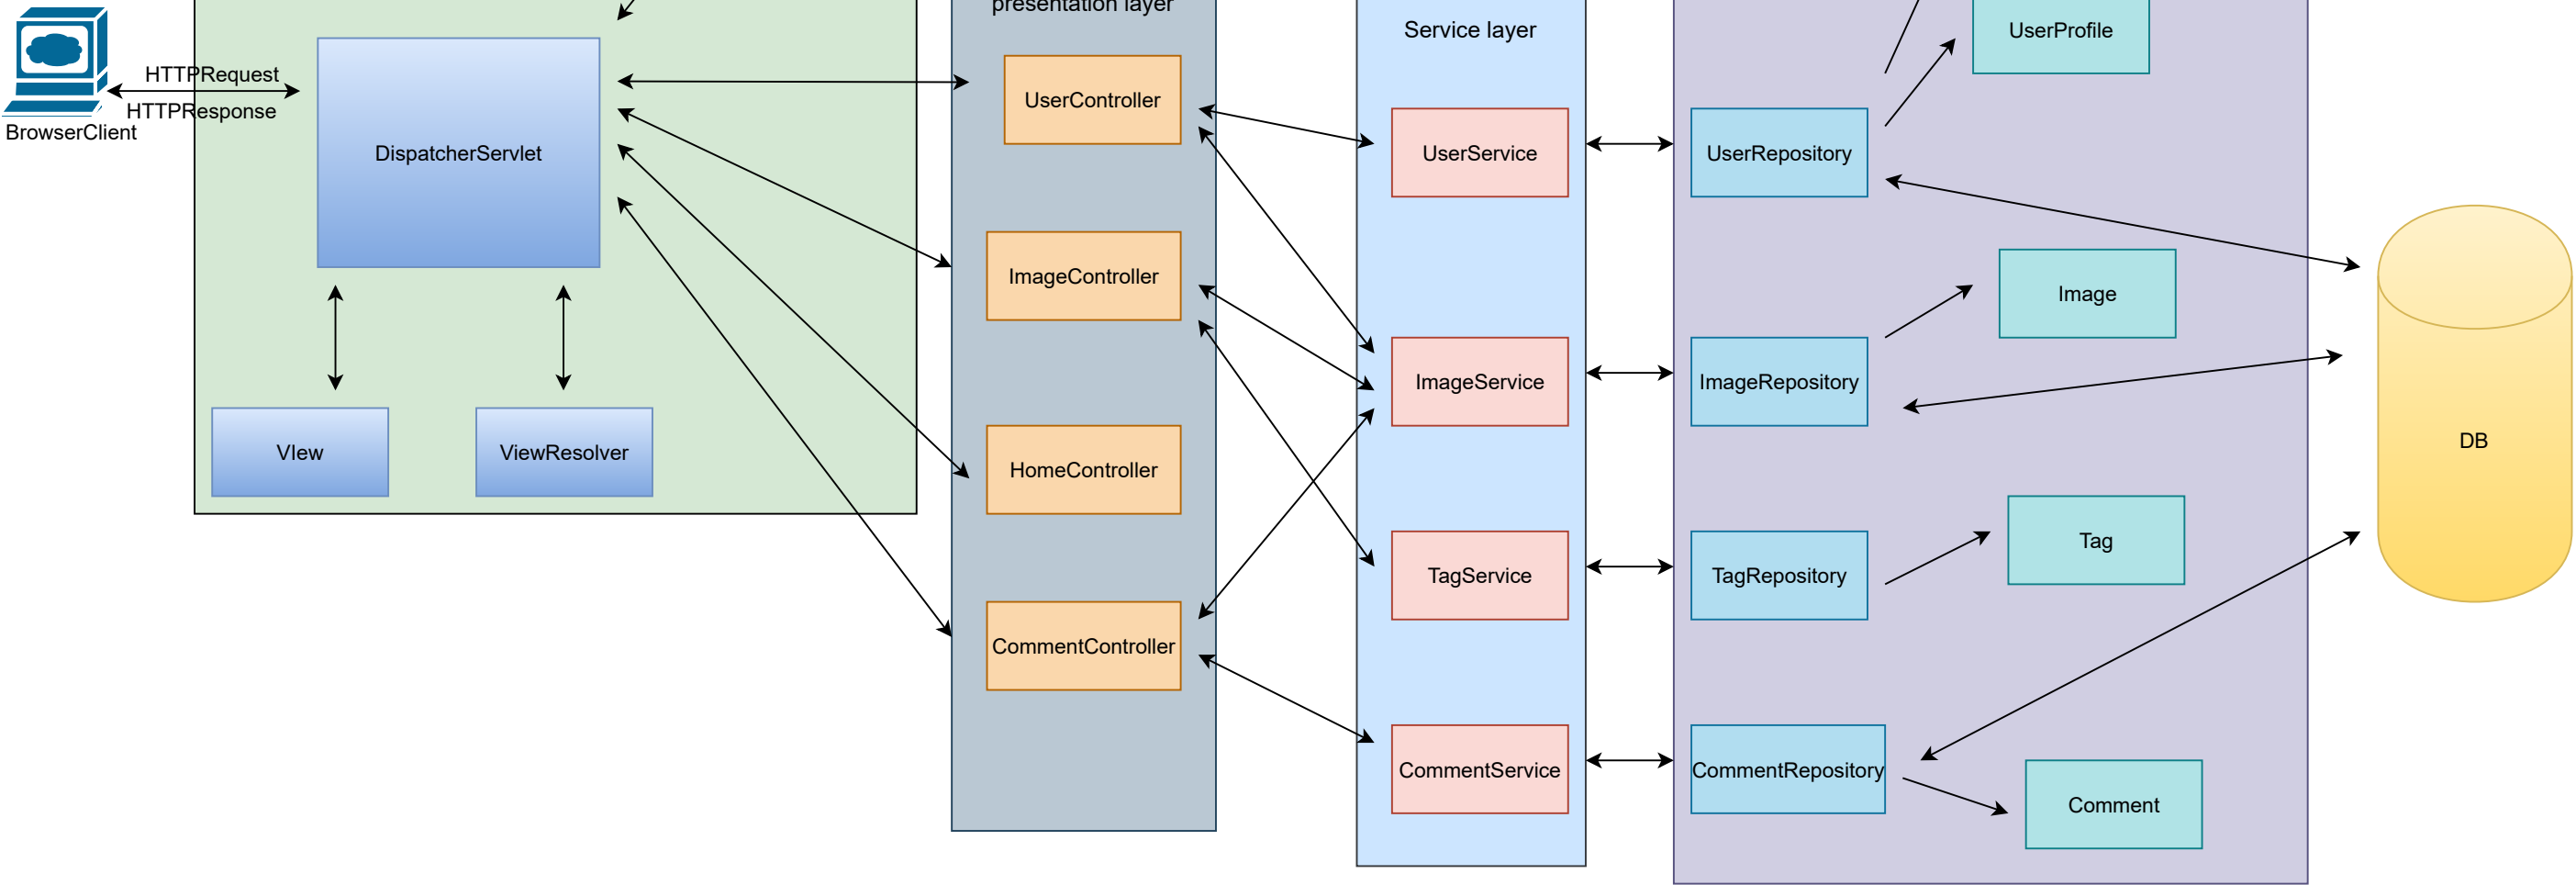 presentation layer
Service layer
UserProfile
HTTPRequest
HTTPResponse
BrowserClient
DispatcherServlet
UserController
UserService
UserRepository
ImageController
Image
ImageService
ImageRepository
DB
VIew
ViewResolver
HomeController
Tag
TagService
TagRepository
CommentController
CommentService
CommentRepository
Comment